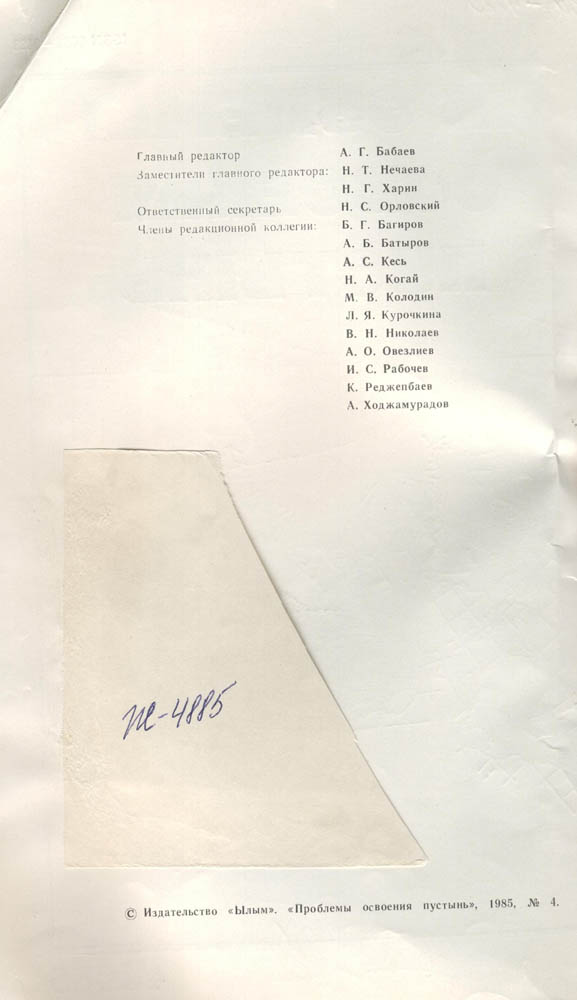 Главный редактор А. Г. Бабаев
Заместители главного редактора: Н. Т. Нечаева
Н. Г. Харин
Ответственный секретарь Н. С. Орловский
Члены редакционной коллегии: Б. Г. Багиров
А. Б. Батыров
А. С. Кесь
Н. А. Когай
М. В. Колодин
Л. Я. Курочкина
В. Н. Николаев
А. О. Овезлиев
И. С. Рабочев
К. Реджепбаев
А. Ходжамурадов
-4885
© Издательство «Ылым». «Проблемы освоения пустынь», 1985, № 4.